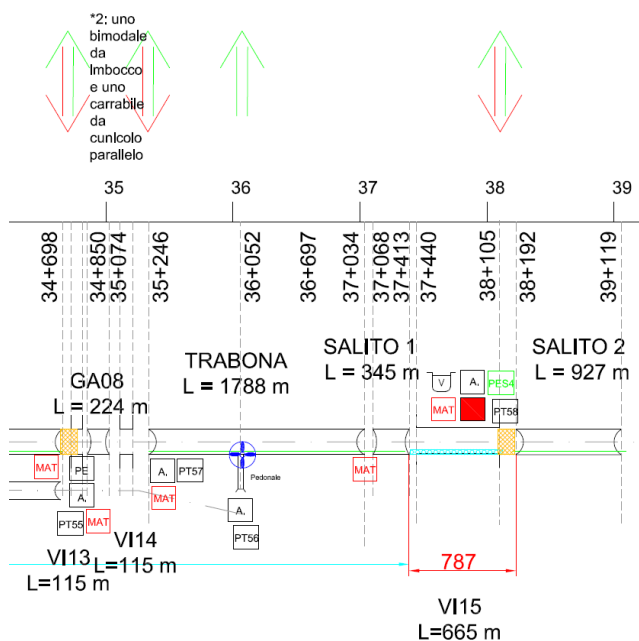 *2: uno
bimodale
da
Imbocco
e uno
carrabile
da
cunicolo
parallelo
35
36
37
38
39
34+698
34+850
35+074
35+246
36+052
36+697
37+034
37+068
37+413
37+440
38+105
38+192
39+119
GA08
L = 224 m
TRABONA
L = 1788 m
SALITO 1
L = 345 m
SALITO 2
L = 927 m
V
A.
PES4
MAT
PT58
MAT
PE
A.
PT57
MAT
Pedonale
MAT
A.
A.
PT55
MAT
PT56
VI13
L=115 m
VI14
L=115 m
787
VI15
L=665 m